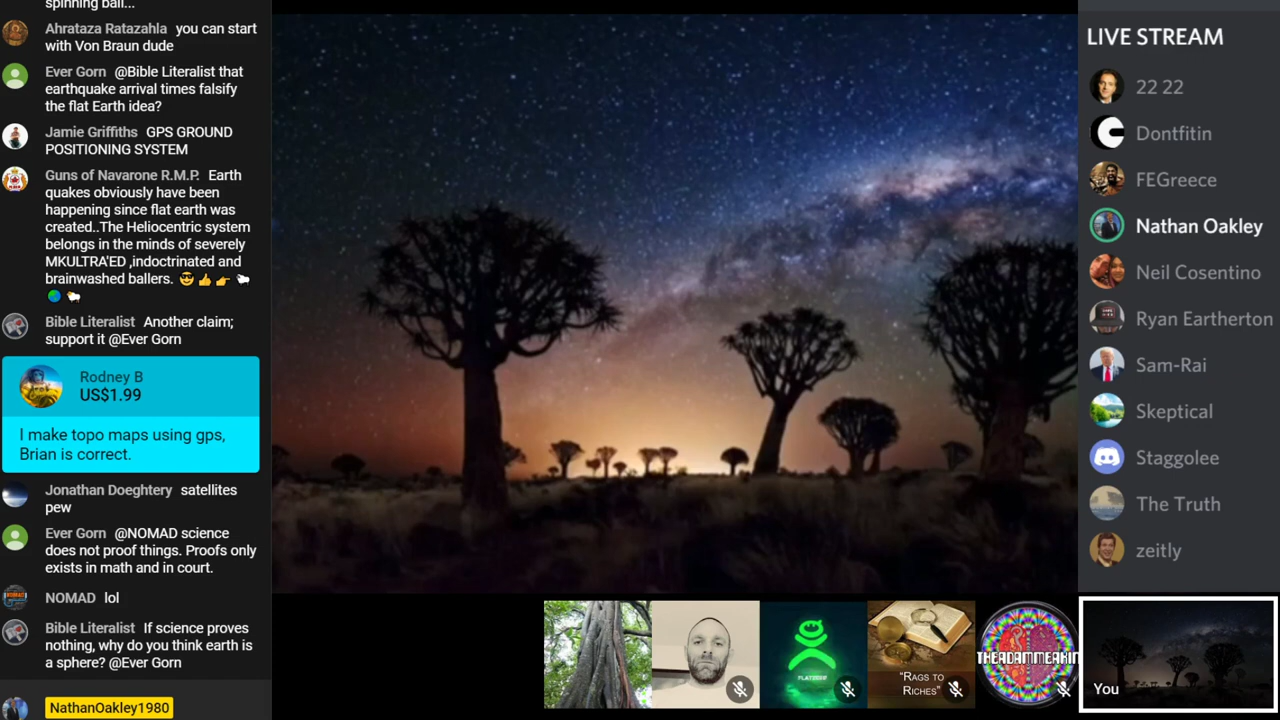 spinning ball...
Ahrataza Ratazahla you can start
with Von Braun dude
Ever Gorn @Bible Literalist that
earthquake arrival times falsify
the flat Earth idea?
Jamie Griffiths GPS GROUND
POSITIONING SYSTEM
Guns of Navarone R.M.P. Earth
quakes obviously have been
happening since flat earth was
created..The Heliocentric system
belongs in the minds of severely
MKULTRA'ED ,indoctrinated and
brainwashed ballers. 😎👍👉🐑
🌏🐑
Bible Literalist Another claim;
support it @Ever Gorn
Rodney B
US$1.99
I make topo maps using gps,
Brian is correct.
Jonathan Doeghtery satellites
pew
Ever Gorn @NOMAD science
does not proof things. Proofs only
exists in math and in court.
NOMAD lol
Bible Literalist If science proves
nothing, why do you think earth is
a sphere? @Ever Gorn
NathanOakley1980
"RAGS TO
RICHES"
THEADAMMEAKIN
You
LIVE STREAM
22 22
Dontfitin
FEGreece
Nathan Oakley
Neil Cosentino
Ryan Eartherton
Sam-Rai
Skeptical
Staggolee
The Truth
zeitly